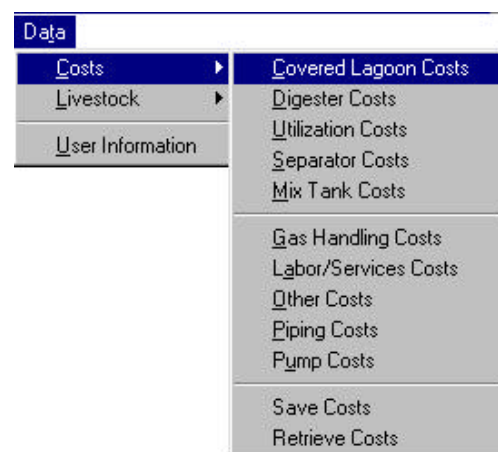 Data
Costs
Livestock
User Information
Covered Lagoon Costs
Digester Costs
Utilization Costs
Separator Costs
Mix Tank Costs
Gas Handling Costs
Labor/Services Costs
Other Costs
Piping Costs
Pump Costs
Save Costs
Retrieve Costs